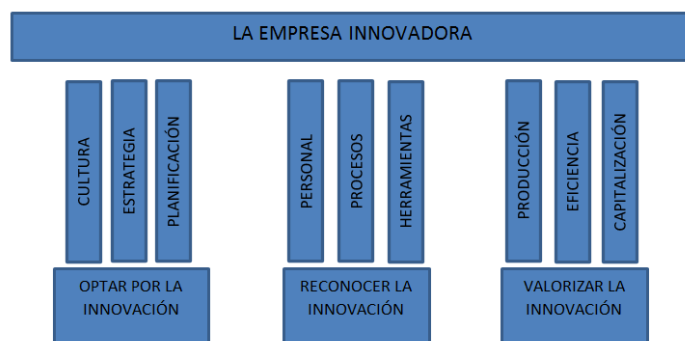 LA EMPRESA INNOVADORA
CULTURA
ESTRATEGIA
PLANIFICACIÓN
PERSONAL
PROCESOS
HERRAMIENTAS
PRODUCCIÓN
EFICIENCIA
CAPITALIZACIÓN
OPTAR POR LA
INNOVACIÓN
RECONOCER LA
INNOVACIÓN
VALORIZAR LA
INNOVACIÓN